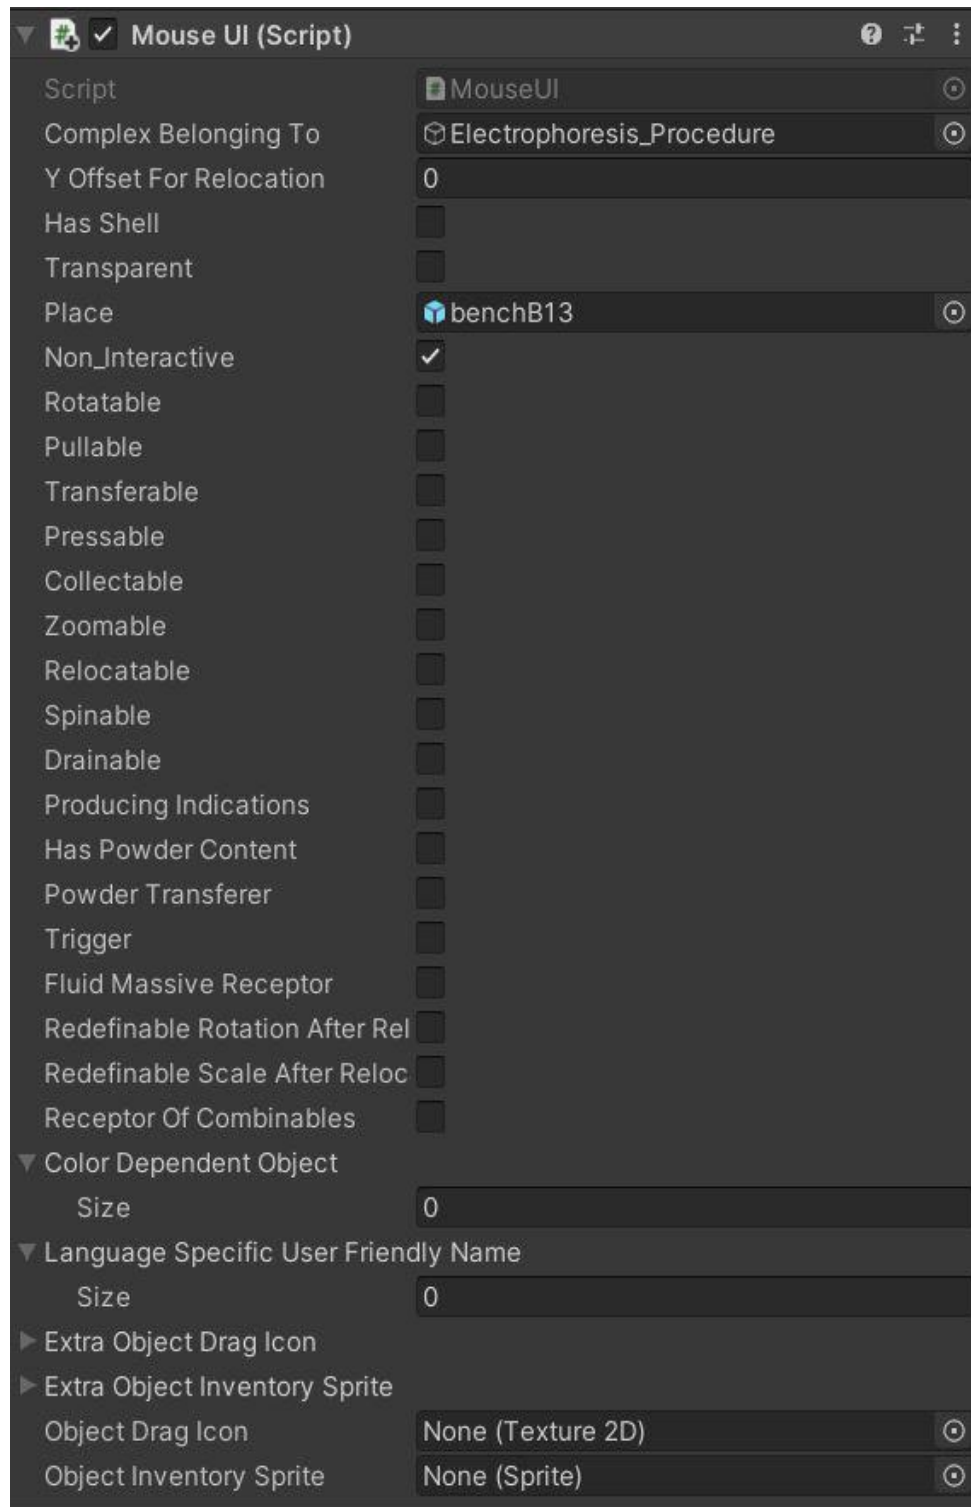 Mouse UI (Script)
Script MouseUI
Complex Belonging To Electrophoresis_Procedure
Y Offset For Relocation 0
Has Shell
Transparent
Place benchB13
Non_Interactive
Rotatable
Pullable
Transferable
Pressable
Collectable
Zoomable
Relocatable
Spinable
Drainable
Producing Indications
Has Powder Content
Powder Transferer
Trigger
Fluid Massive Receptor
Redefinable Rotation After Rel
Redefinable Scale After Reloc
Receptor Of Combinables
Color Dependent Object
Size 0
Language Specific User Friendly Name
Size 0
Extra Object Drag Icon
Extra Object Inventory Sprite
Object Drag Icon None (Texture 2D)
Object Inventory Sprite None (Sprite)